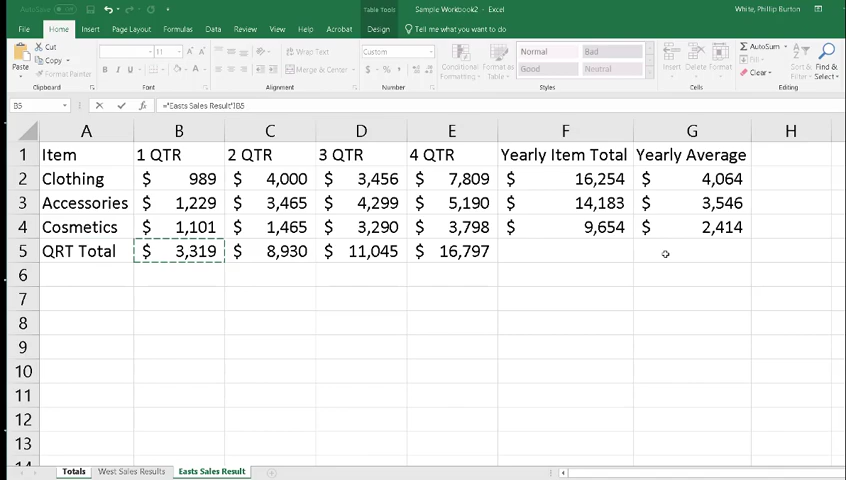 AutoSave Off Table Tools Sample Workbook2 - Excel White, Phillip Burton
File Home Insert Page Layout Formulas Data Review View Help Acrobat Design Tell me what you want to do
Cut
Copy
Format Painter
Paste
Clipboard
11
B I U
Font
Wrap Text
Merge & Center
Alignment
Custom
$ % ,
Number
Conditional Formatting
Format as Table
Normal Bad
Good Neutral
Styles
Insert Delete Format
Cells
AutoSum
Fill
Clear
Sort &
Filter
Find &
Select
B5 ='Easts Sales Result'!B5
A B C D E F G H
1 Item 1 QTR 2 QTR 3 QTR 4 QTR Yearly Item Total Yearly Average
2 Clothing $ 989 $ 4,000 $ 3,456 $ 7,809 $ 16,254 $ 4,064
3 Accessories $ 1,229 $ 3,465 $ 4,299 $ 5,190 $ 14,183 $ 3,546
4 Cosmetics $ 1,101 $ 1,465 $ 3,290 $ 3,798 $ 9,654 $ 2,414
5 QRT Total $ 3,319 $ 8,930 $ 11,045 $ 16,797
6
7
8
9
10
11
12
13
Totals West Sales Results Easts Sales Result